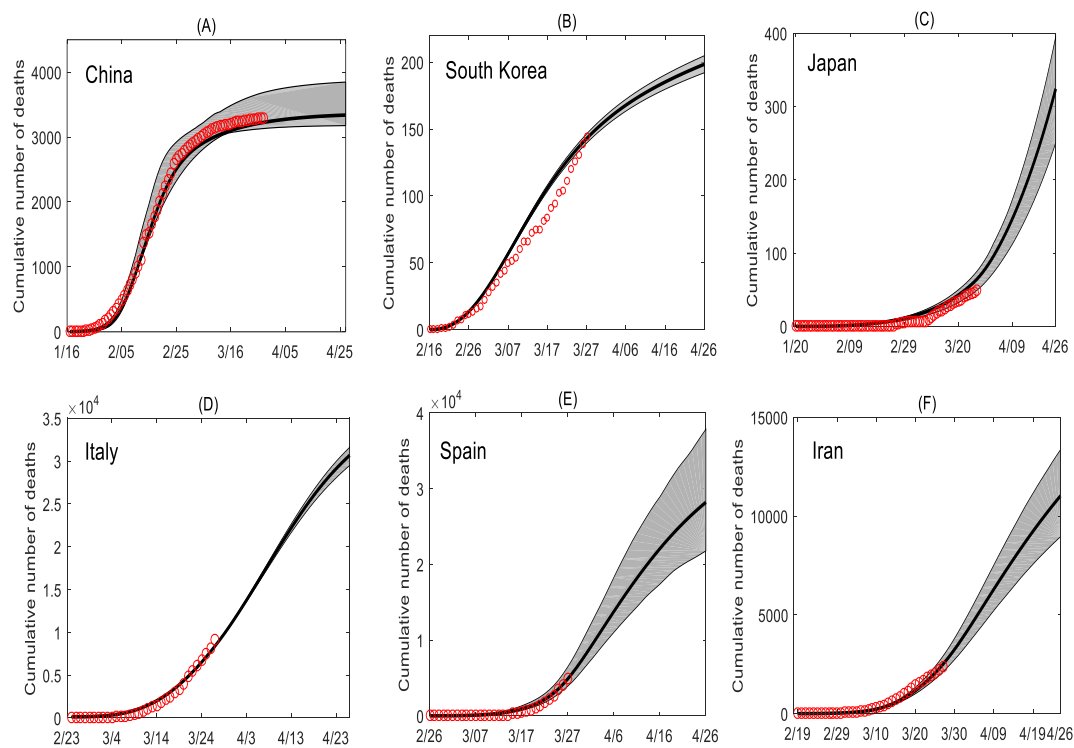 (A)
China
Cumulative number of deaths
4000
3000
2000
1000
0
1/16 2/05 2/25 3/16 4/05 4/25
(B)
South Korea
Cumulative number of deaths
200
150
100
50
0
2/16 2/26 3/07 3/17 3/27 4/06 4/16 4/26
(C)
Japan
Cumulative number of deaths
400
300
200
100
0
1/20 2/09 2/29 3/20 4/09 4/26
(D)
×10⁴
Italy
Cumulative number of deaths
3.5
3
2.5
2
1.5
1
0.5
0
2/23 3/4 3/14 3/24 4/3 4/13 4/23
(E)
×10⁴
Spain
Cumulative number of deaths
4
3
2
1
0
2/26 3/07 3/17 3/27 4/6 4/16 4/26
(F)
Iran
Cumulative number of deaths
15000
10000
5000
0
2/19 2/29 3/10 3/20 3/30 4/09 4/19 4/26